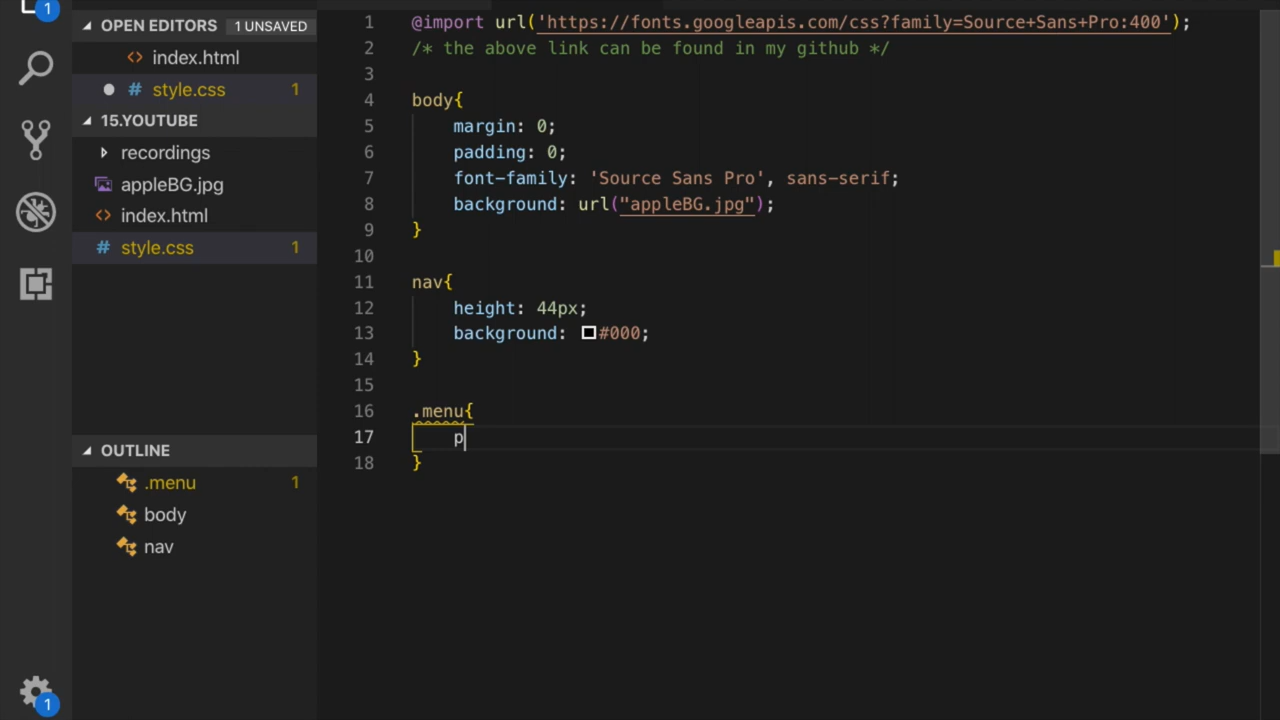 1
OPEN EDITORS 1 UNSAVED
<> index.html
# style.css 1
15.YOUTUBE
recordings
appleBG.jpg
<> index.html
# style.css 1
OUTLINE
.menu 1
body
nav
1
1 @import url('https://fonts.googleapis.com/css?family=Source+Sans+Pro:400');
2 /* the above link can be found in my github */
3
4 body{
5 margin: 0;
6 padding: 0;
7 font-family: 'Source Sans Pro', sans-serif;
8 background: url("appleBG.jpg");
9 }
10
11 nav{
12 height: 44px;
13 background: #000;
14 }
15
16 .menu{
17 p
18 }